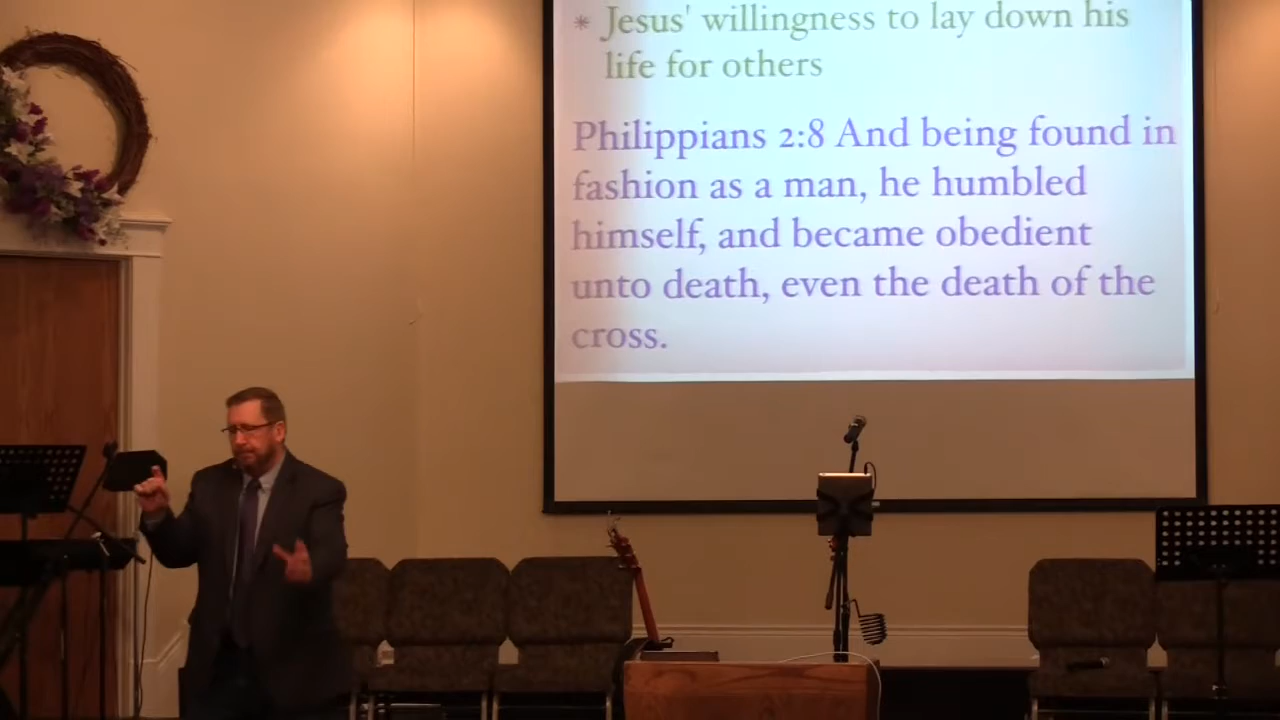 * Jesus' willingness to lay down his
life for others
Philippians 2:8 And being found in
fashion as a man, he humbled
himself, and became obedient
unto death, even the death of the
cross.